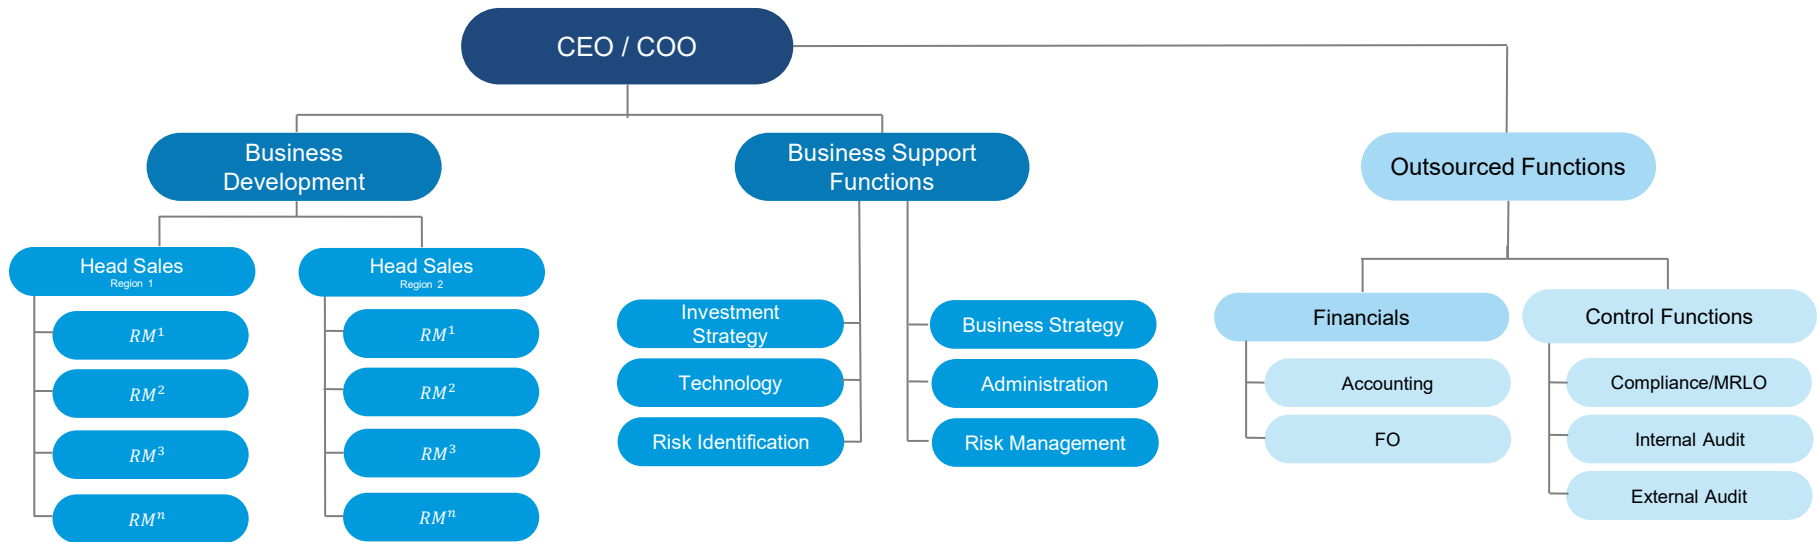 CEO / COO
Business
Development
Business Support
Functions
Outsourced Functions
Head Sales
Region 1
RM¹
RM²
RM³
RMⁿ
Head Sales
Region 2
RM¹
RM²
RM³
RMⁿ
Investment
Strategy
Technology
Risk Identification
Business Strategy
Administration
Risk Management
Financials
Accounting
FO
Control Functions
Compliance/MRLO
Internal Audit
External Audit